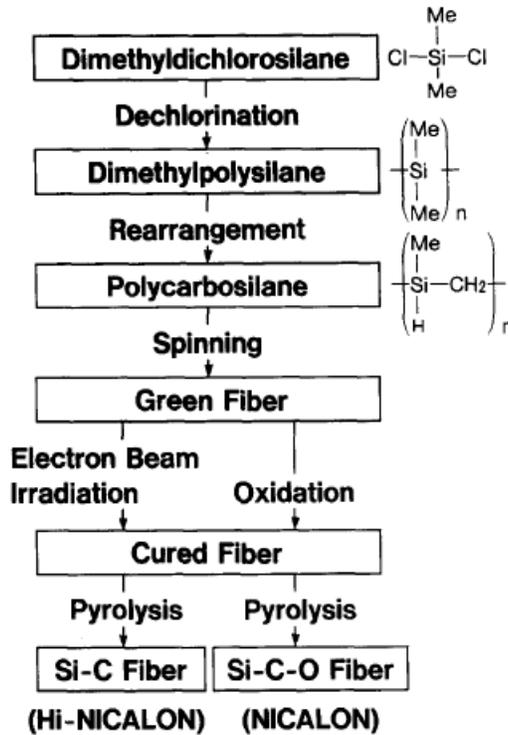 Dimethyldichlorosilane
Me
Cl-Si-Cl
Me
Dechlorination
Dimethylpolysilane
Me
Si
Me
n
Rearrangement
Polycarbosilane
Me
Si-CH2
H
n
Spinning
Green Fiber
Electron Beam
Irradiation
Oxidation
Cured Fiber
Pyrolysis
Pyrolysis
Si-C Fiber
Si-C-O Fiber
(Hi-NICALON)
(NICALON)